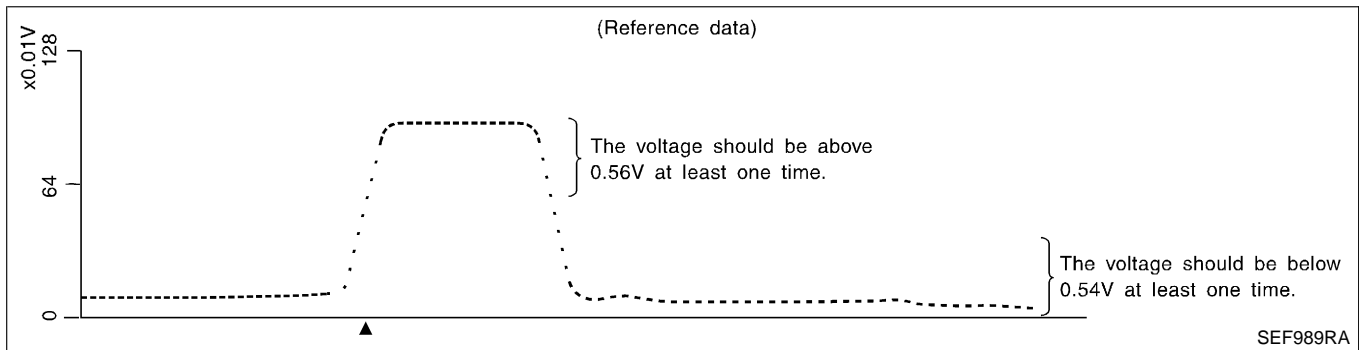 (Reference data)
x0.01V
128
64
0
The voltage should be above
0.56V at least one time.
The voltage should be below
0.54V at least one time.
SEF989RA